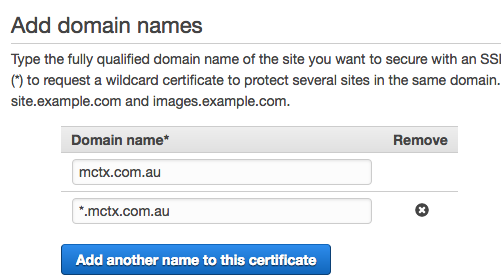 Add domain names
Type the fully qualified domain name of the site you want to secure with an SSL
(*) to request a wildcard certificate to protect several sites in the same domain.
site.example.com and images.example.com.
Domain name* Remove
mctx.com.au
*.mctx.com.au
Add another name to this certificate